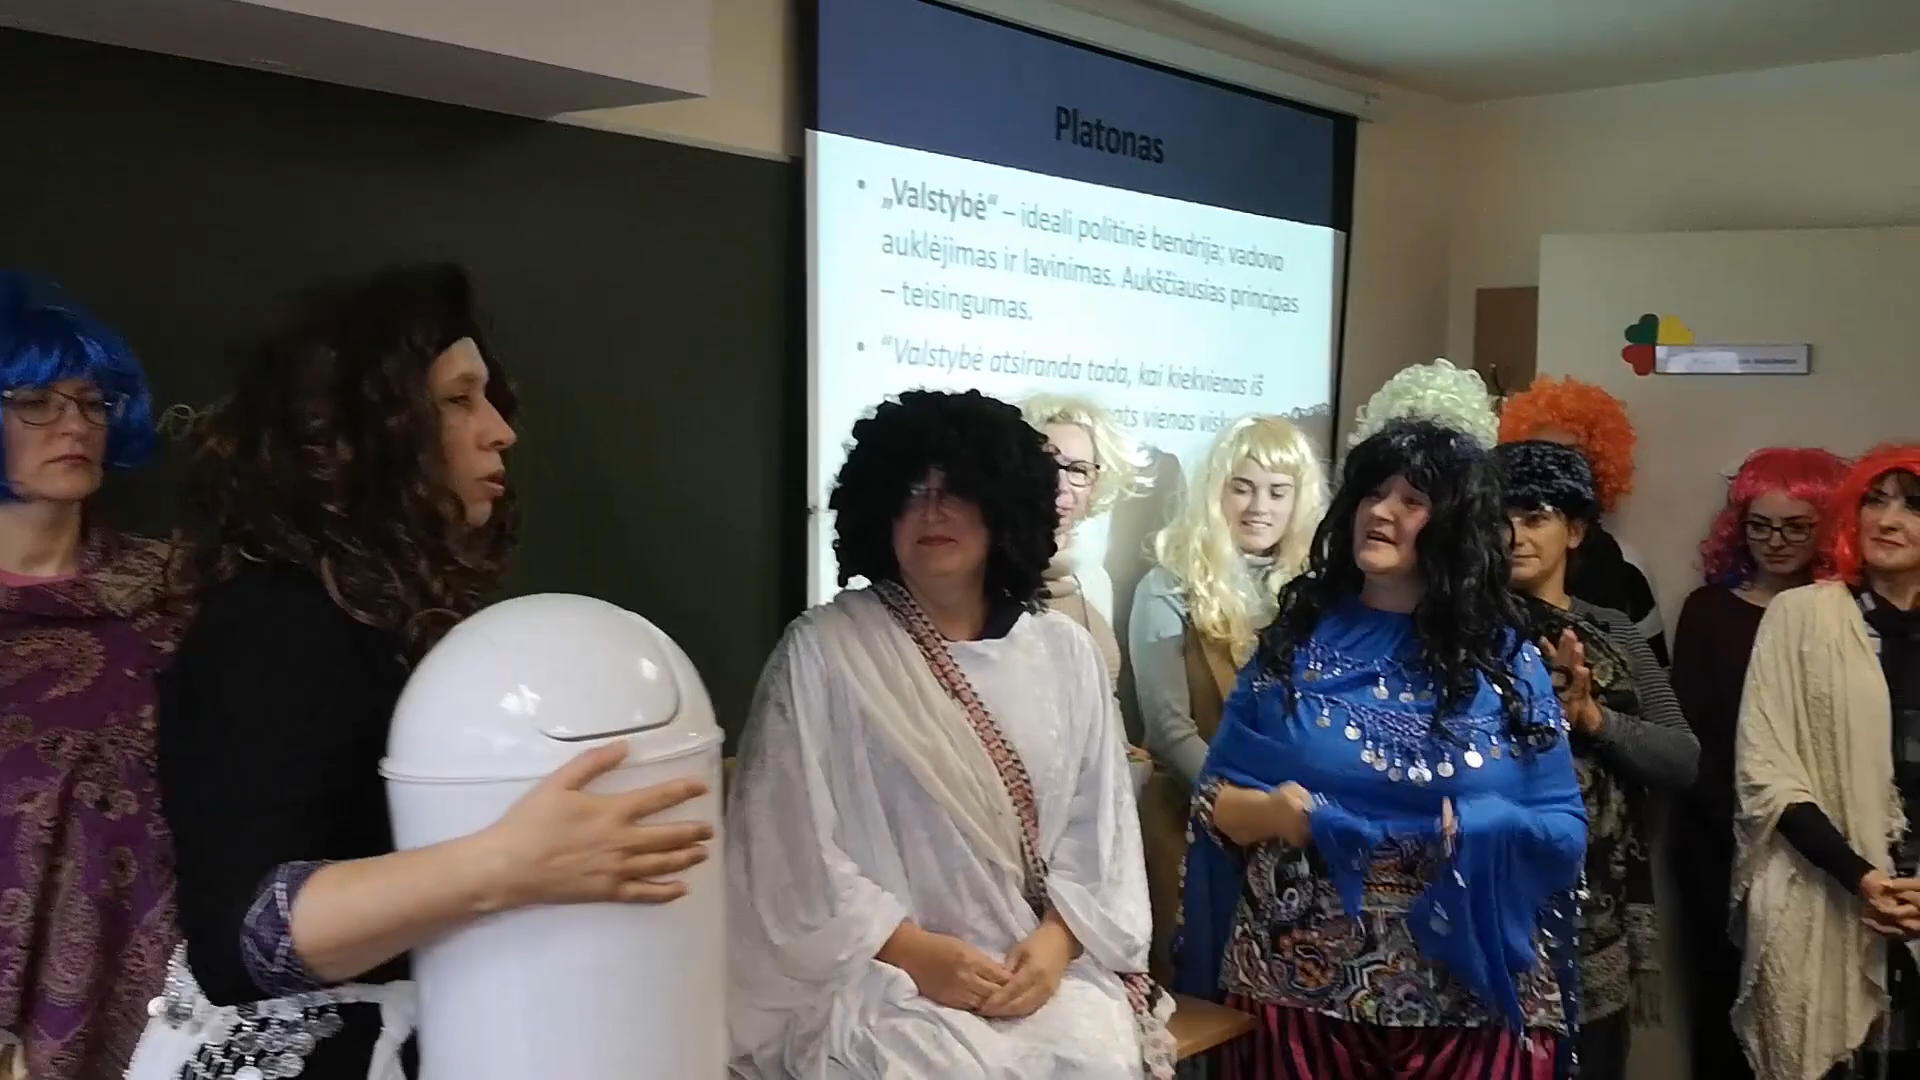 Platonas
• „Valstybė“ – ideali politinė bendrija; vadovo
auklėjimas ir lavinimas. Aukščiausias principas
– teisingumas.
• “Valstybė atsiranda tada, kai kiekvienas iš
vienas